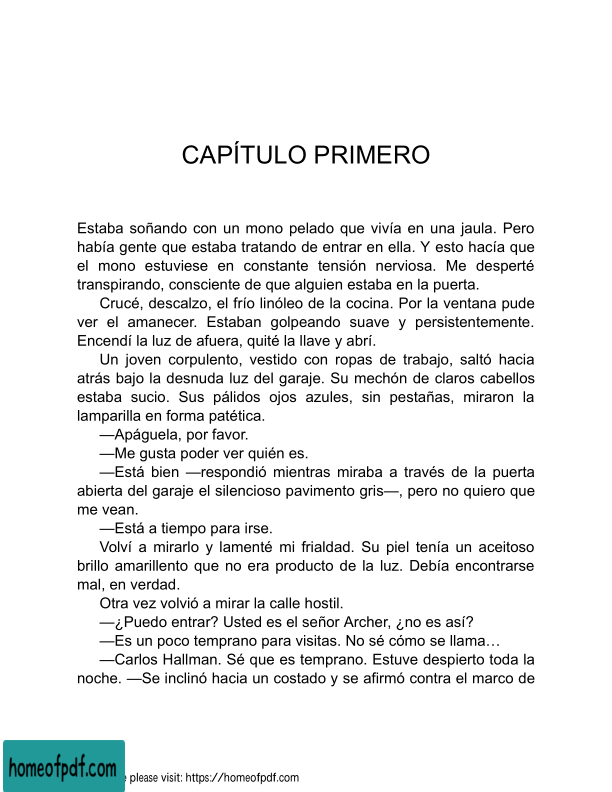 CAPÍTULO PRIMERO
Estaba soñando con un mono pelado que vivía en una jaula. Pero
había gente que estaba tratando de entrar en ella. Y esto hacía que
el mono estuviese en constante tensión nerviosa. Me desperté
transpirando, consciente de que alguien estaba en la puerta.
Crucé, descalzo, el frío linóleo de la cocina. Por la ventana pude
ver el amanecer. Estaban golpeando suave y persistentemente.
Encendí la luz de afuera, quité la llave y abrí.
Un joven corpulento, vestido con ropas de trabajo, saltó hacia
atrás bajo la desnuda luz del garaje. Su mechón de claros cabellos
estaba sucio. Sus pálidos ojos azules, sin pestañas, miraron la
lamparilla en forma patética.
—Apáguela, por favor.
—Me gusta poder ver quién es.
—Está bien —respondió mientras miraba a través de la puerta
abierta del garaje el silencioso pavimento gris—, pero no quiero que
me vean.
—Está a tiempo para irse.
Volví a mirarlo y lamenté mi frialdad. Su piel tenía un aceitoso
brillo amarillento que no era producto de la luz. Debía encontrarse
mal, en verdad.
Otra vez volvió a mirar la calle hostil.
—¿Puedo entrar? Usted es el señor Archer, ¿no es así?
—Es un poco temprano para visitas. No sé cómo se llama…
—Carlos Hallman. Sé que es temprano. Estuve despierto toda la
noche. —Se inclinó hacia un costado y se afirmó contra el marco de
homeofpdf.com
please visit: https://homeofpdf.com